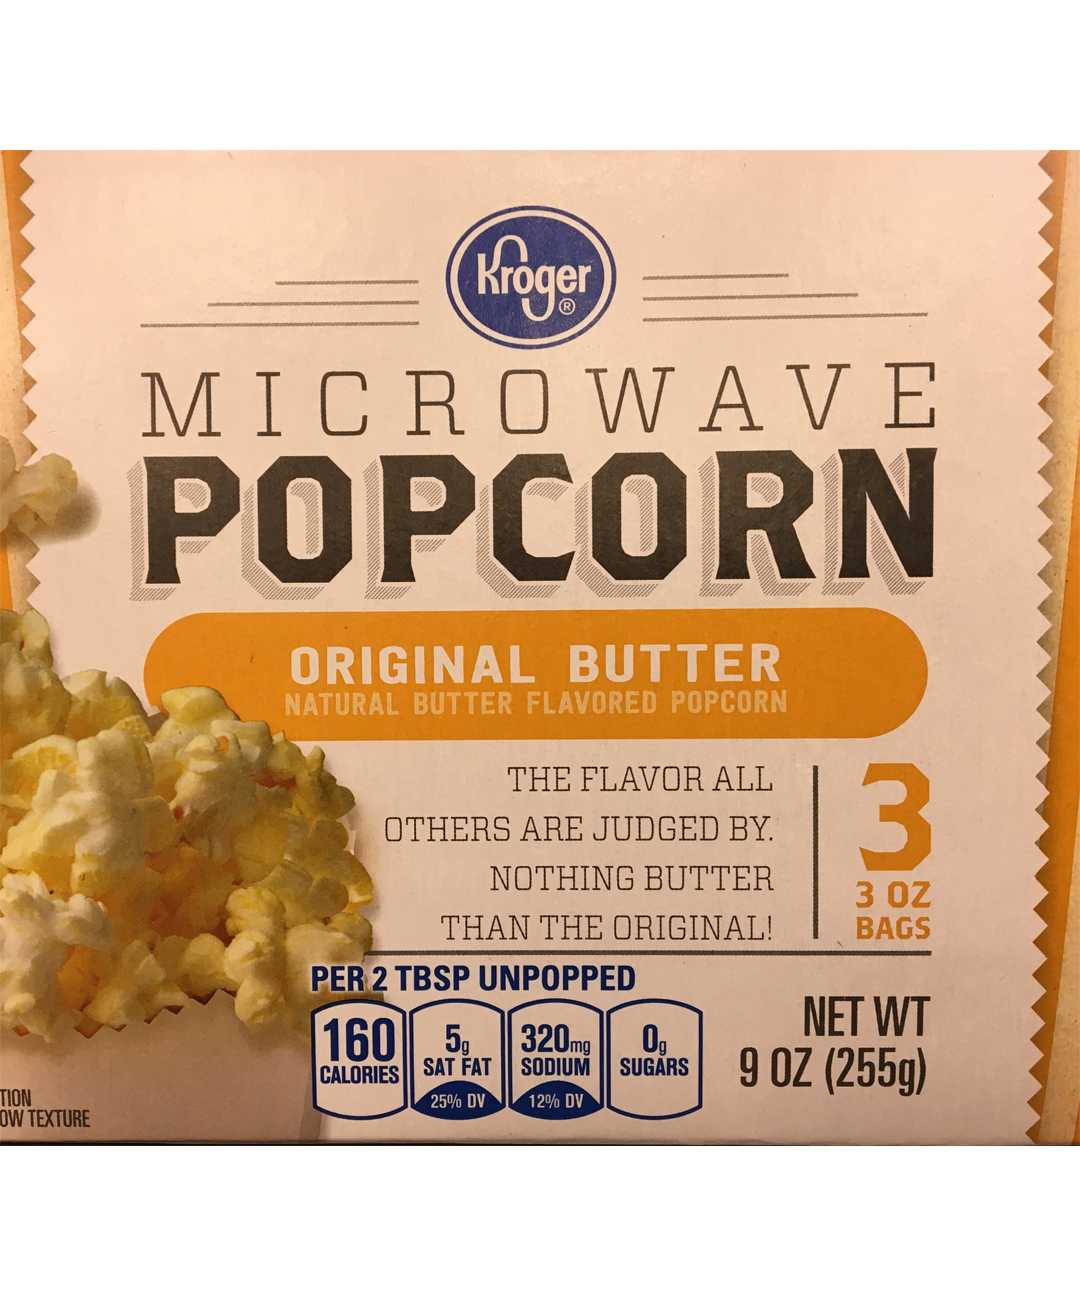 Kroger®
MICROWAVE
POPCORN
ORIGINAL BUTTER
NATURAL BUTTER FLAVORED POPCORN
THE FLAVOR ALL
OTHERS ARE JUDGED BY.
NOTHING BUTTER
THAN THE ORIGINAL!
3
3 OZ
BAGS
PER 2 TBSP UNPOPPED
160
CALORIES
5g
SAT FAT
25% DV
320mg
SODIUM
12% DV
0g
SUGARS
NET WT
9 OZ (255g)
TION
OW TEXTURE